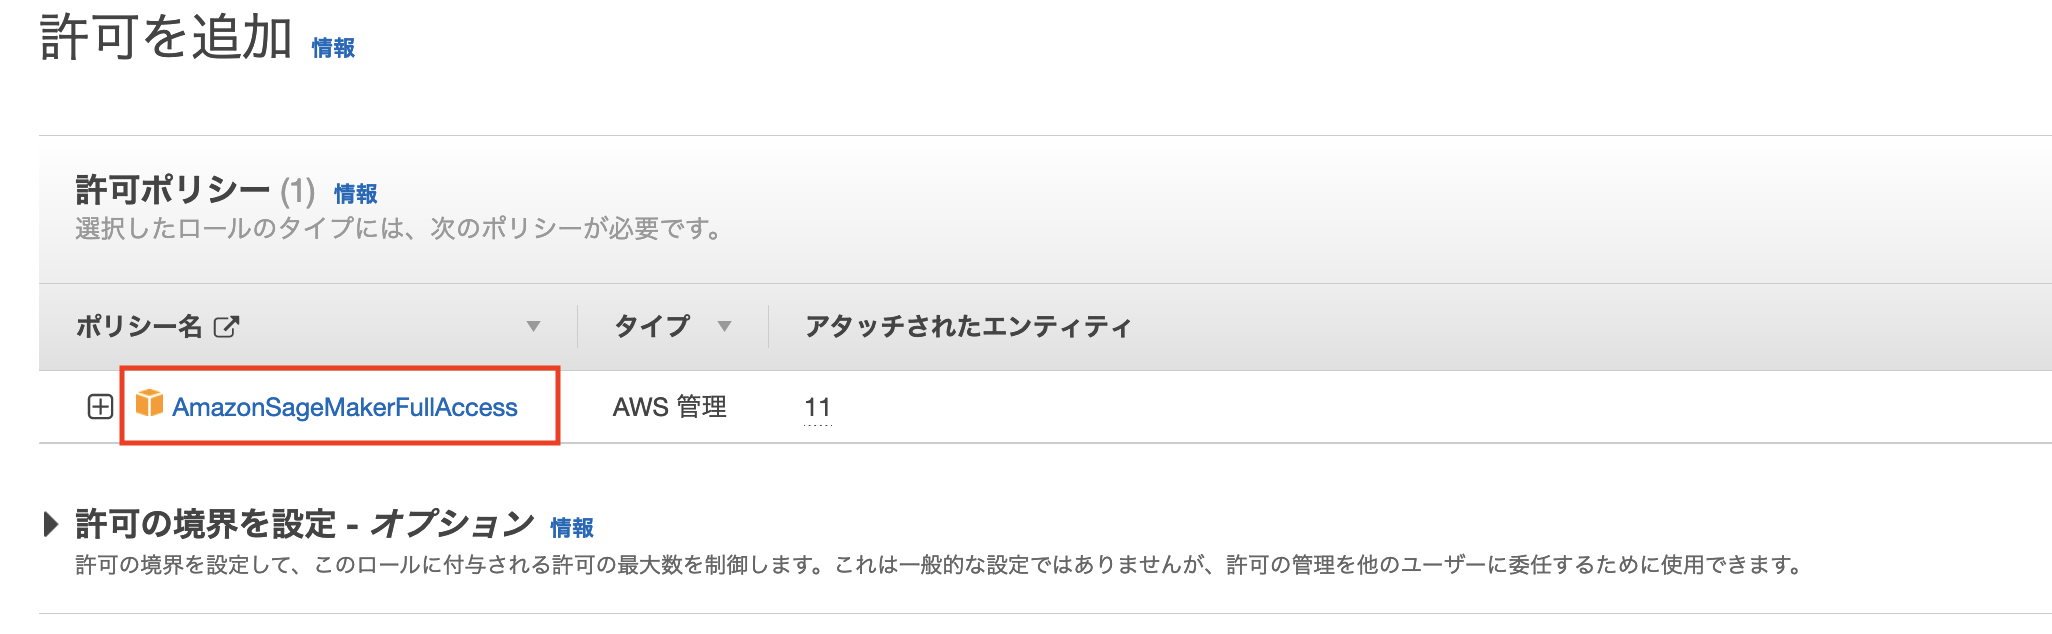 許可を追加 情報
許可ポリシー (1) 情報
選択したロールのタイプには、次のポリシーが必要です。
ポリシー名 タイプ アタッチされたエンティティ
AmazonSageMakerFullAccess AWS 管理 11
許可の境界を設定 - オプション 情報
許可の境界を設定して、このロールに付与される許可の最大数を制御します。これは一般的な設定ではありませんが、許可の管理を他のユーザーに委任するために使用できます。